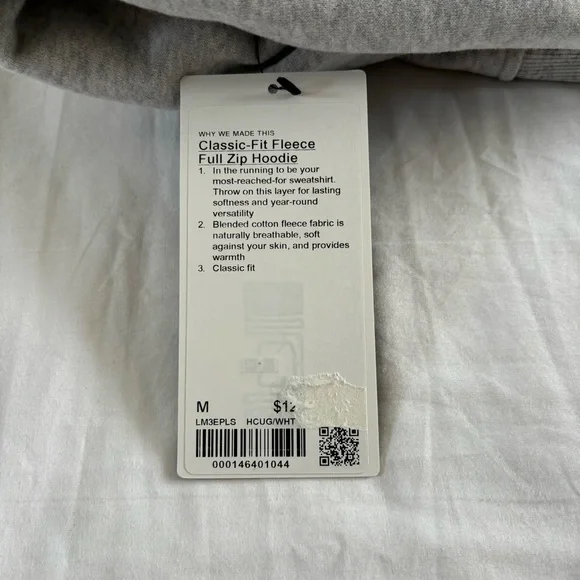 WHY WE MADE THIS
Classic-Fit Fleece
Full Zip Hoodie
1. In the running to be your
most-reached-for sweatshirt.
Throw on this layer for lasting
softness and year-round
versatility
2. Blended cotton fleece fabric is
naturally breathable, soft
against your skin, and provides
warmth
3. Classic fit
M $12
LM3EPLS HCUG/WHT
000146401044